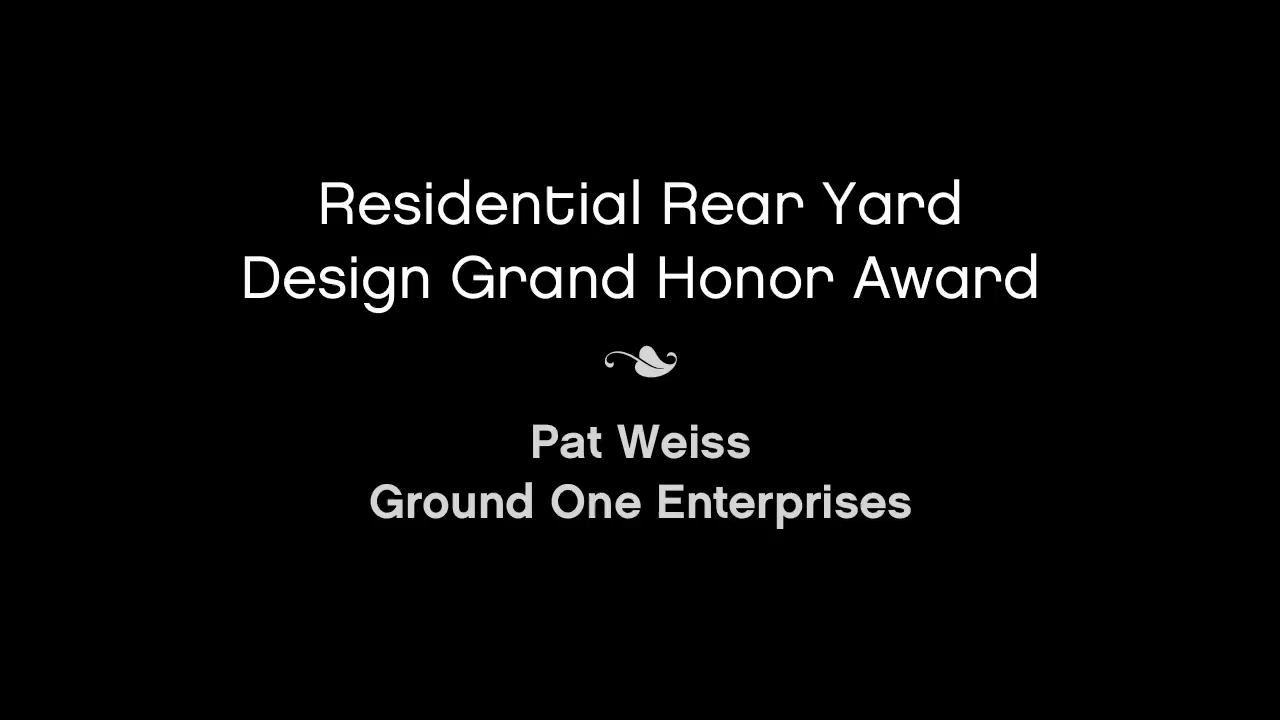 Residential Rear Yard
Design Grand Honor Award
Pat Weiss
Ground One Enterprises